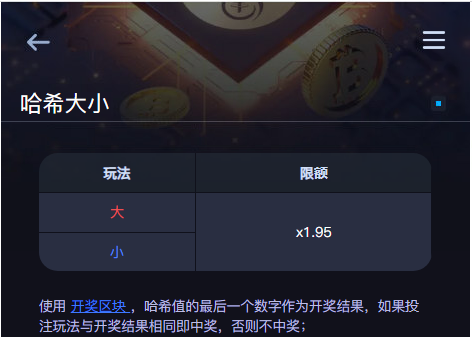 哈希大小
玩法 限额
大
x1.95
小
使用 开奖区块 ，哈希值的最后一个数字作为开奖结果，如果投
注玩法与开奖结果相同即中奖，否则不中奖；